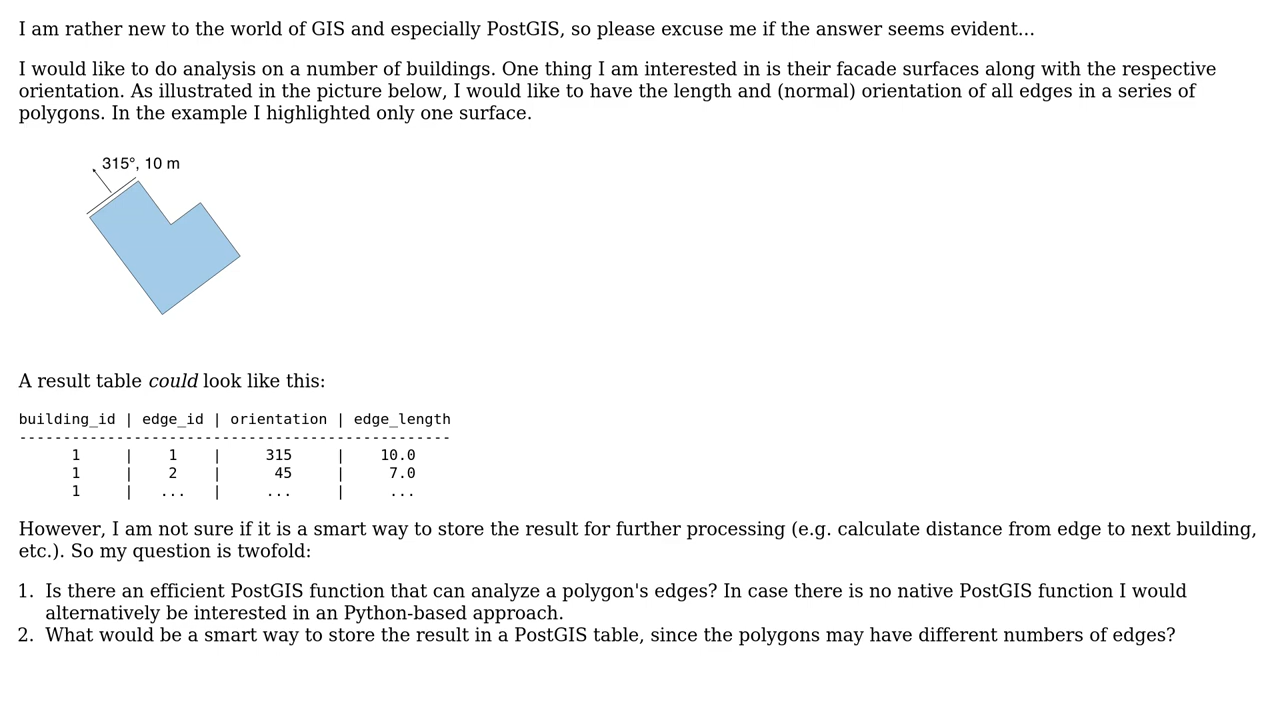 I am rather new to the world of GIS and especially PostGIS, so please excuse me if the answer seems evident...
I would like to do analysis on a number of buildings. One thing I am interested in is their facade surfaces along with the respective
orientation. As illustrated in the picture below, I would like to have the length and (normal) orientation of all edges in a series of
polygons. In the example I highlighted only one surface.
315°, 10 m
A result table could look like this:
building_id | edge_id | orientation | edge_length
-------------------------------------------------
1 | 1 | 315 | 10.0
1 | 2 | 45 | 7.0
1 | ... | ... | ...
However, I am not sure if it is a smart way to store the result for further processing (e.g. calculate distance from edge to next building,
etc.). So my question is twofold:
1. Is there an efficient PostGIS function that can analyze a polygon's edges? In case there is no native PostGIS function I would
alternatively be interested in an Python-based approach.
2. What would be a smart way to store the result in a PostGIS table, since the polygons may have different numbers of edges?